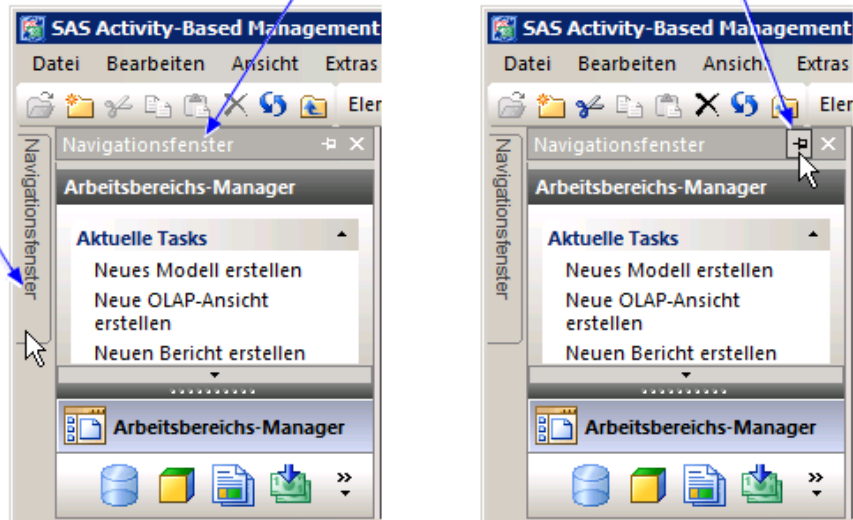 SAS Activity-Based Management
Datei Bearbeiten Ansicht Extras
Eler
Navigationsfenster
Navigationsfenster
Arbeitsbereichs-Manager
Aktuelle Tasks
Neues Modell erstellen
Neue OLAP-Ansicht
erstellen
Neuen Bericht erstellen
Arbeitsbereichs-Manager
SAS Activity-Based Management
Datei Bearbeiten Ansicht Extras
Eler
Navigationsfenster
Navigationsfenster
Arbeitsbereichs-Manager
Aktuelle Tasks
Neues Modell erstellen
Neue OLAP-Ansicht
erstellen
Neuen Bericht erstellen
Arbeitsbereichs-Manager